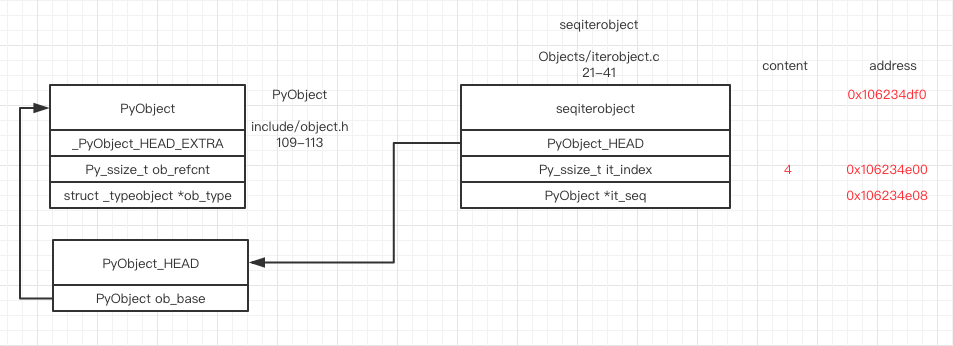 seqiterobject
Objects/iterobject.c
21-41
content
address
PyObject
PyObject
include/object.h
109-113
_PyObject_HEAD_EXTRA
Py_ssize_t ob_refcnt
struct _typeobject *ob_type
seqiterobject
0x106234df0
PyObject_HEAD
Py_ssize_t it_index
4
0x106234e00
PyObject *it_seq
0x106234e08
PyObject_HEAD
PyObject ob_base